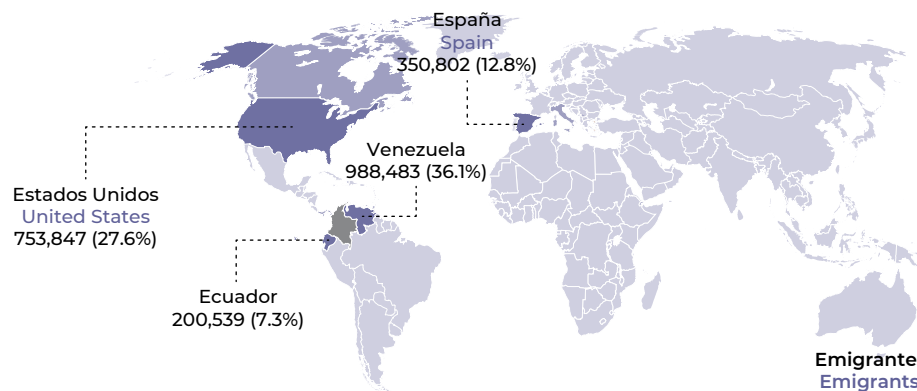 España
Spain
350,802 (12.8%)
Venezuela
988,483 (36.1%)
Estados Unidos
United States
753,847 (27.6%)
Ecuador
200,539 (7.3%)
Emigrante
Emigrants